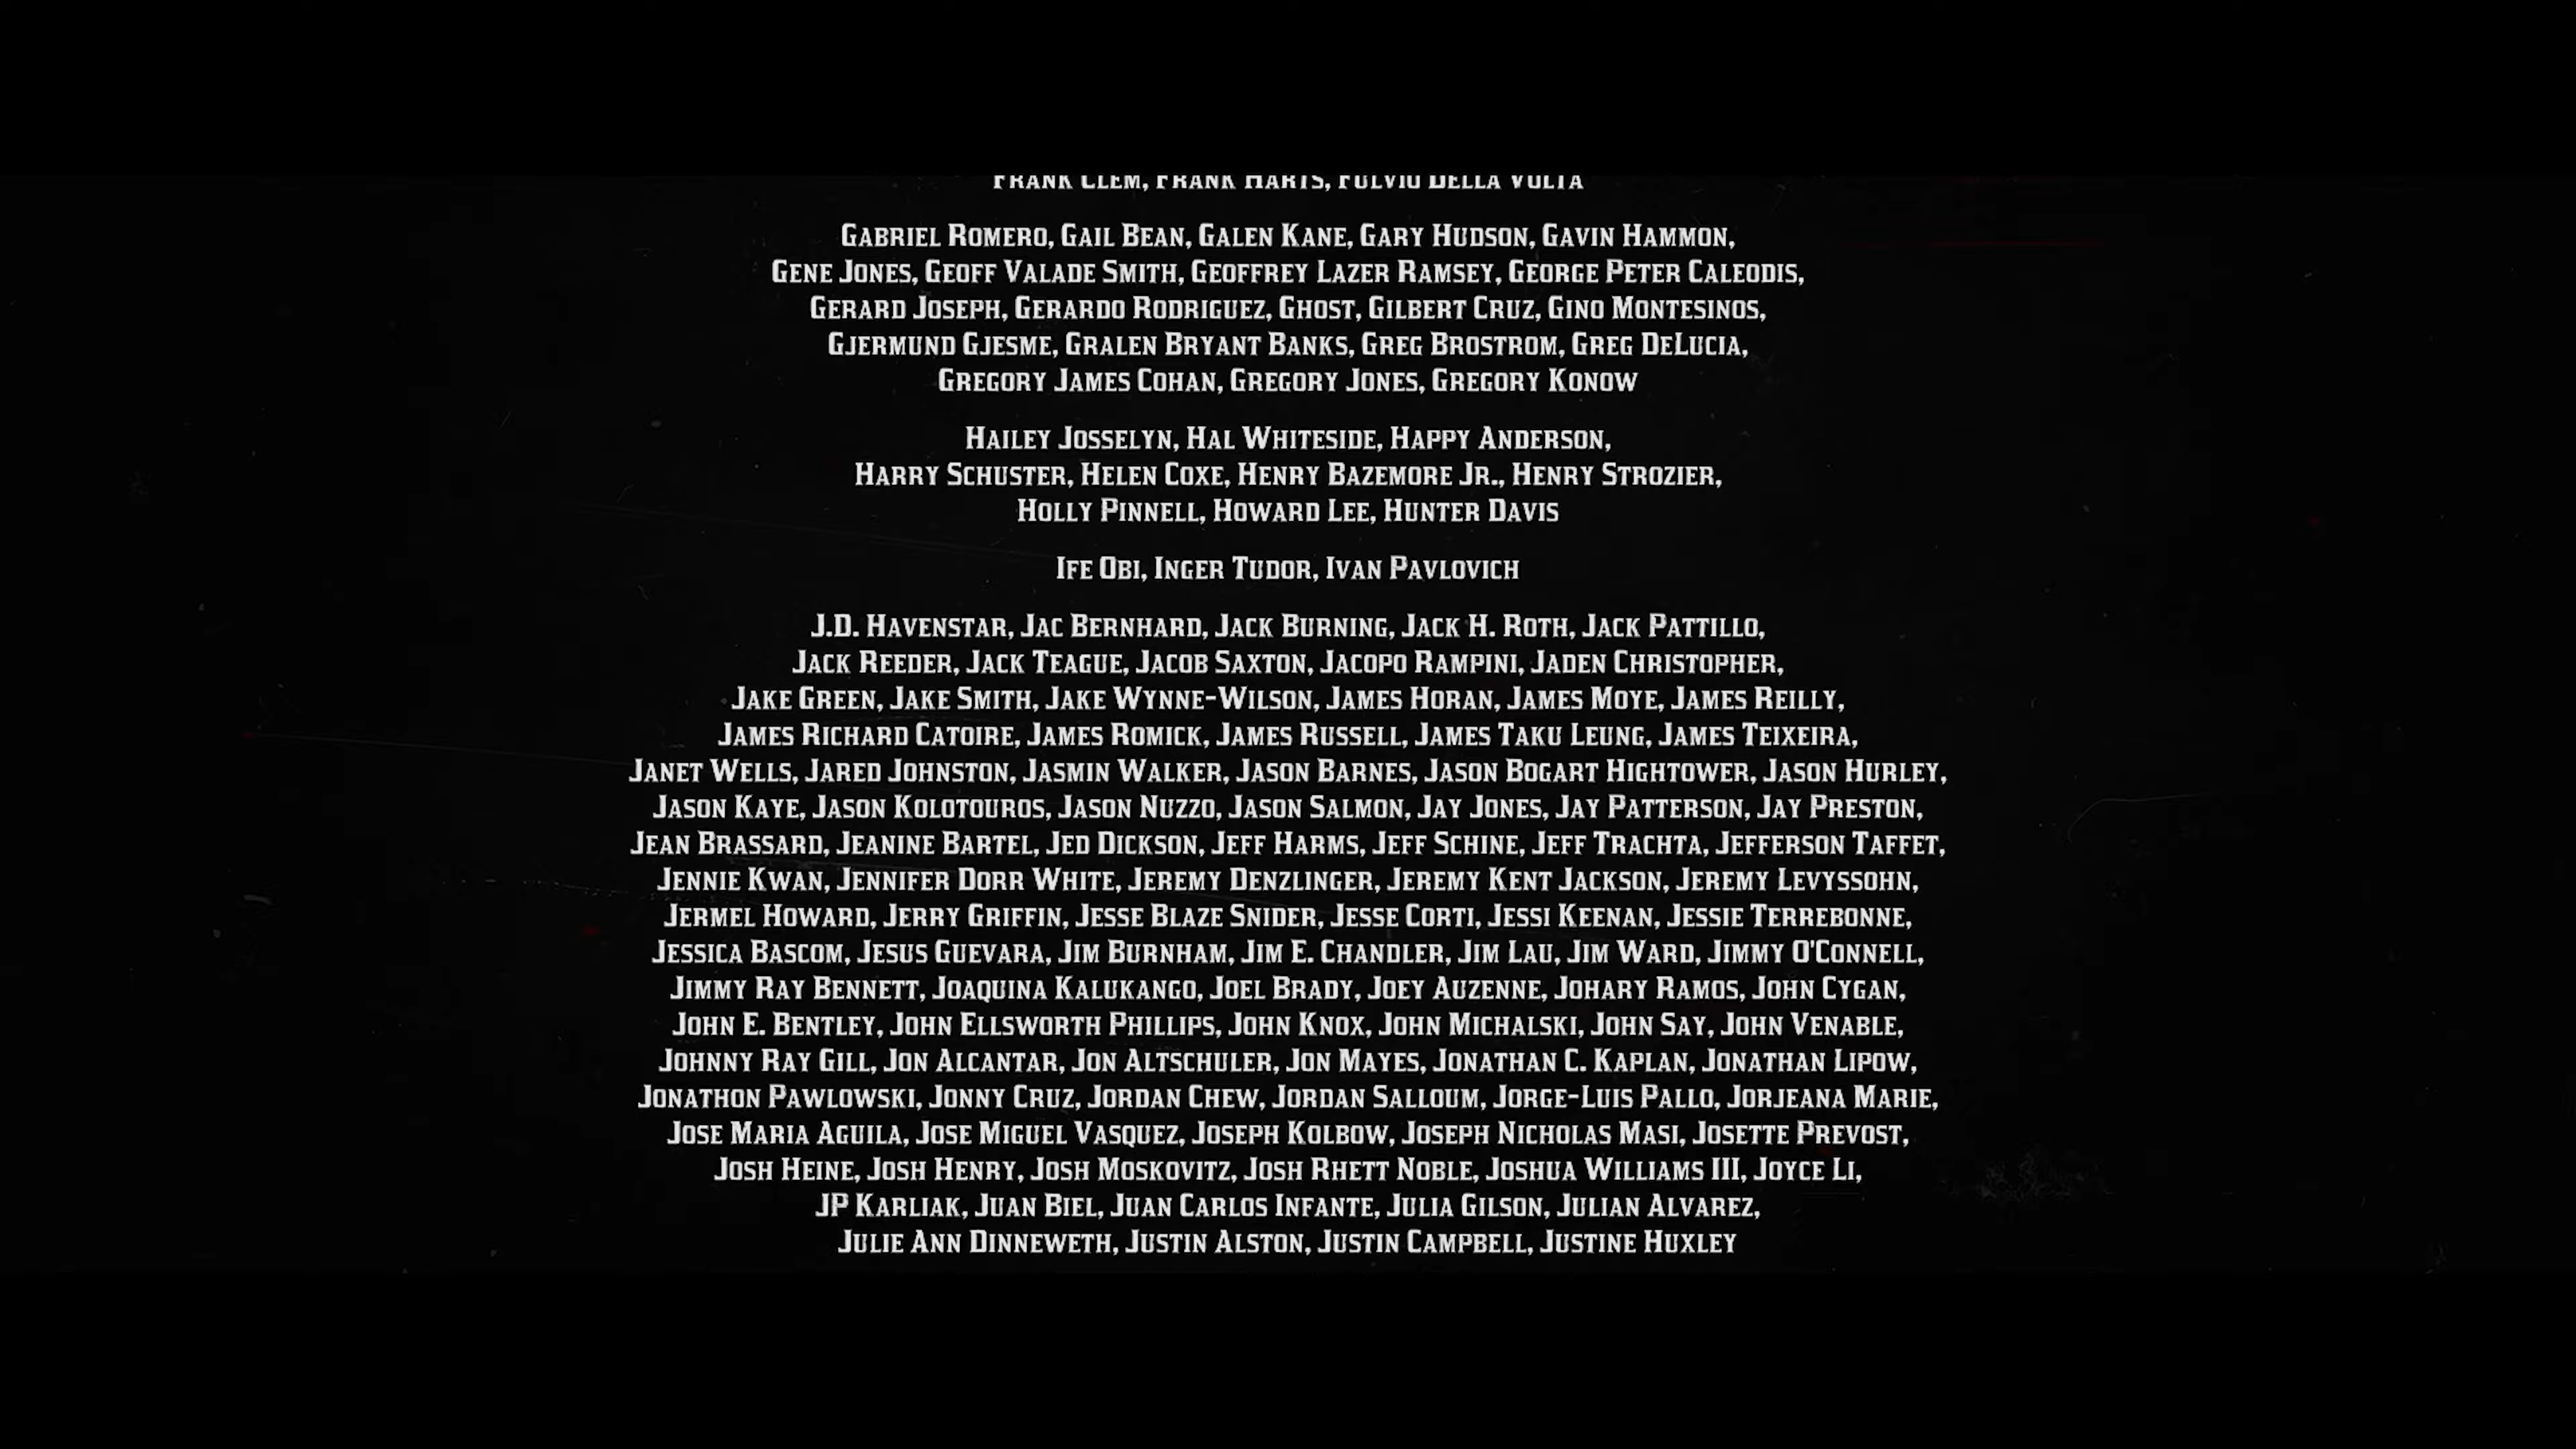 Frank Clem, Frank Harts, Fulvio Della Volta
Gabriel Romero, Gail Bean, Galen Kane, Gary Hudson, Gavin Hammon,
Gene Jones, Geoff Valade Smith, Geoffrey Lazer Ramsey, George Peter Caleodis,
Gerard Joseph, Gerardo Rodriguez, Ghost, Gilbert Cruz, Gino Montesinos,
Gjermund Gjesme, Gralen Bryant Banks, Greg Brostrom, Greg DeLucia,
Gregory James Cohan, Gregory Jones, Gregory Konow
Hailey Josselyn, Hal Whiteside, Happy Anderson,
Harry Schuster, Helen Coxe, Henry Bazemore Jr., Henry Strozier,
Holly Pinnell, Howard Lee, Hunter Davis
Ife Obi, Inger Tudor, Ivan Pavlovich
J.D. Havenstar, Jac Bernhard, Jack Burning, Jack H. Roth, Jack Pattillo,
Jack Reeder, Jack Teague, Jacob Saxton, Jacopo Rampini, Jaden Christopher,
Jake Green, Jake Smith, Jake Wynne-Wilson, James Horan, James Moye, James Reilly,
James Richard Catoire, James Romick, James Russell, James Taku Leung, James Teixeira,
Janet Wells, Jared Johnston, Jasmin Walker, Jason Barnes, Jason Bogart Hightower, Jason Hurley,
Jason Kaye, Jason Kolotouros, Jason Nuzzo, Jason Salmon, Jay Jones, Jay Patterson, Jay Preston,
Jean Brassard, Jeanine Bartel, Jed Dickson, Jeff Harms, Jeff Schine, Jeff Trachta, Jefferson Taffet,
Jennie Kwan, Jennifer Dorr White, Jeremy Denzlinger, Jeremy Kent Jackson, Jeremy Levyssohn,
Jermel Howard, Jerry Griffin, Jesse Blaze Snider, Jesse Corti, Jessi Keenan, Jessie Terrebonne,
Jessica Bascom, Jesus Guevara, Jim Burnham, Jim E. Chandler, Jim Lau, Jim Ward, Jimmy O'Connell,
Jimmy Ray Bennett, Joaquina Kalukango, Joel Brady, Joey Auzenne, Johary Ramos, John Cygan,
John E. Bentley, John Ellsworth Phillips, John Knox, John Michalski, John Say, John Venable,
Johnny Ray Gill, Jon Alcantar, Jon Altschuler, Jon Mayes, Jonathan C. Kaplan, Jonathan Lipow,
Jonathon Pawlowski, Jonny Cruz, Jordan Chew, Jordan Salloum, Jorge-Luis Pallo, Jorjeana Marie,
Jose Maria Aguila, Jose Miguel Vasquez, Joseph Kolbow, Joseph Nicholas Masi, Josette Prevost,
Josh Heine, Josh Henry, Josh Moskovitz, Josh Rhett Noble, Joshua Williams III, Joyce Li,
JP Karliak, Juan Biel, Juan Carlos Infante, Julia Gilson, Julian Alvarez,
Julie Ann Dinneweth, Justin Alston, Justin Campbell, Justine Huxley